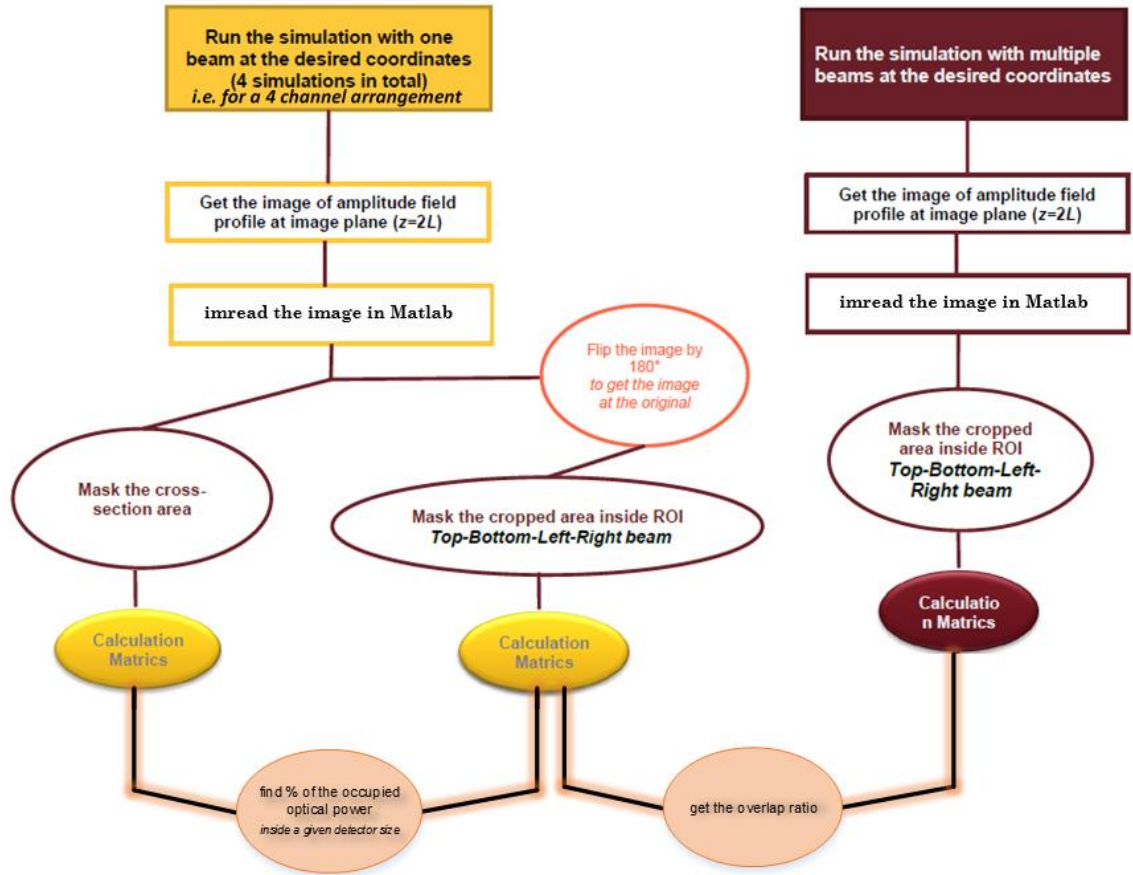 Run the simulation with one
beam at the desired coordinates
(4 simulations in total)
i.e. for a 4 channel arrangement
Run the simulation with multiple
beams at the desired coordinates
Get the image of amplitude field
profile at image plane (z=2L)
Get the image of amplitude field
profile at image plane (z=2L)
imread the image in Matlab
imread the image in Matlab
Flip the image by
180°
to get the image
at the original
Mask the cropped
area inside ROI
Top-Bottom-Left-
Right beam
Mask the cross-
section area
Mask the cropped area inside ROI
Top-Bottom-Left-Right beam
Calculatio
n Matrics
Calculation
Matrics
Calculation
Matrics
find % of the occupied
optical power
inside a given detector size
get the overlap ratio